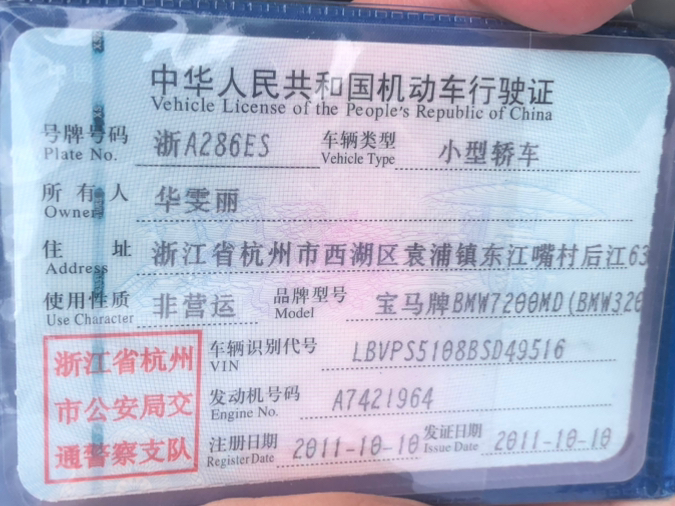 中华人民共和国机动车行驶证
Vehicle License of the People's Republic of China
号牌号码 浙A286ES 车辆类型 小型轿车
Plate No. Vehicle Type
所有人 华雯丽
Owner
住址 浙江省杭州市西湖区袁浦镇东江嘴村后江63
Address
使用性质 非营运 品牌型号 宝马牌BMW7200MD(BMW320
Use Character Model
浙江省杭州
市公安局交
通警察支队
车辆识别代号 LBVPS5108BSD49516
VIN
发动机号码 A7421964
Engine No.
注册日期 2011-10-10 发证日期 2011-10-10
Register Date Issue Date